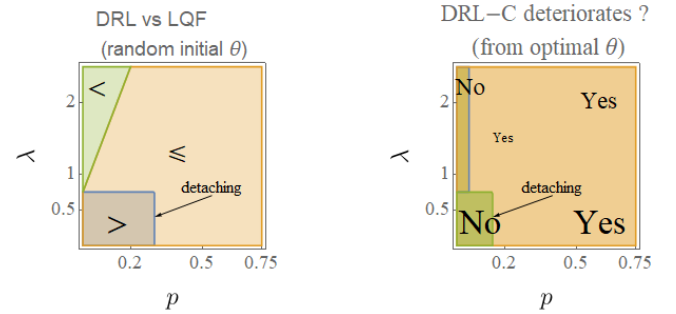 DRL vs LQF
(random initial θ)
<
2
≤
λ
1
detaching
0.5
>
0.2 0.5 0.75
p
DRL−C deteriorates ?
(from optimal θ)
No
2
Yes
Yes
λ
1
detaching
0.5
No
Yes
0.2 0.5 0.75
p